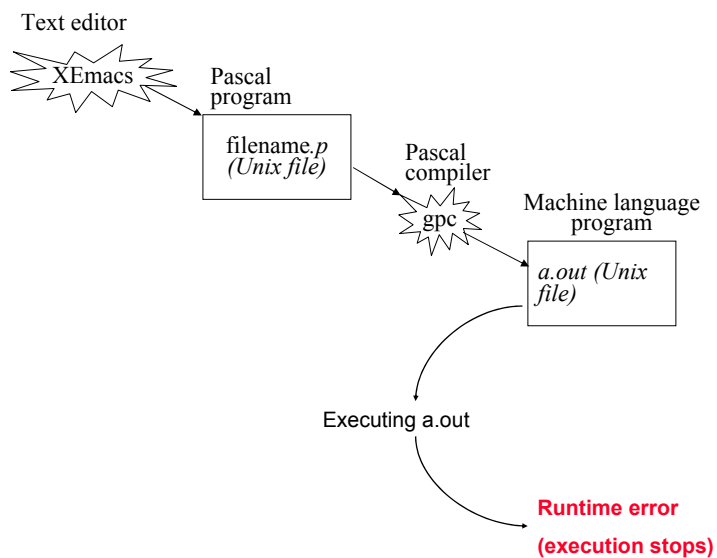 Text editor
XEmacs
Pascal
program
filename.p
(Unix file)
Pascal
compiler
gpc
Machine language
program
a.out (Unix
file)
Executing a.out
Runtime error
(execution stops)